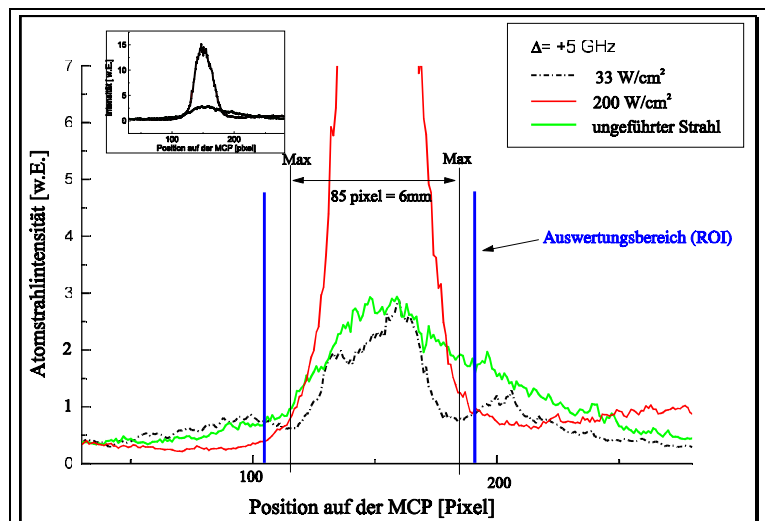 Δ= +5 GHz
33 W/cm²
200 W/cm²
ungeführter Strahl
15
10
5
0
Intensität [ w.E.]
100
200
Position auf der MCP [pixel]
7
6
5
4
3
2
1
0
Atomstrahlintensität [w.E.]
Max
Max
85 pixel = 6mm
Auswertungsbereich (ROI)
100
200
Position auf der MCP [Pixel]